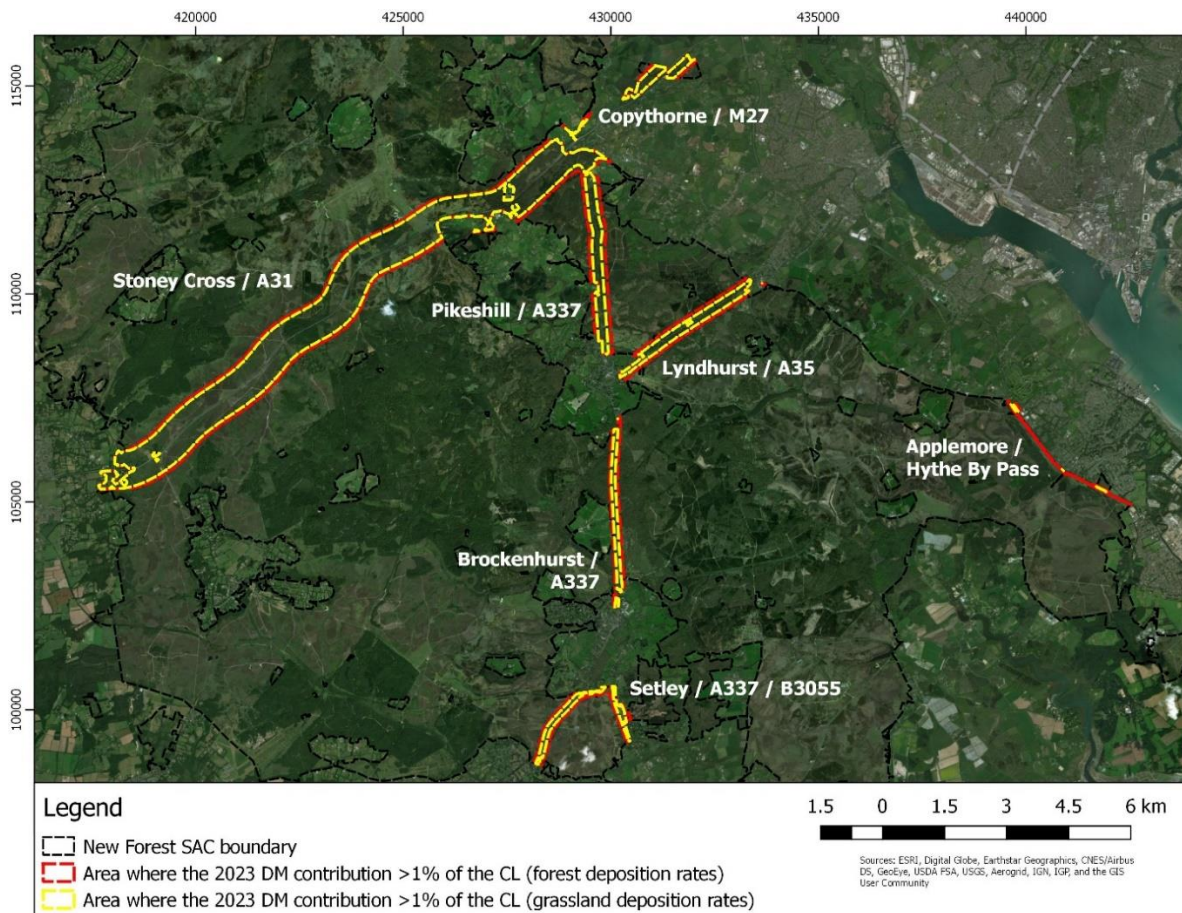 420000 425000 430000 435000 440000
115000
110000
105000
100000
Copythorne / M27
Stoney Cross / A31
Pikeshill / A337
Lyndhurst / A35
Applemore /
Hythe By Pass
Brockenhurst /
A337
Setley / A337 / B3055
Legend
New Forest SAC boundary
Area where the 2023 DM contribution >1% of the CL (forest deposition rates)
Area where the 2023 DM contribution >1% of the CL (grassland deposition rates)
1.5 0 1.5 3 4.5 6 km
Sources: ESRI, Digital Globe, Earthstar Geographics, CNES/Airbus
DS, GeoEye, USDA FSA, USGS, Aerogrid, IGN, IGP, and the GIS
User Community